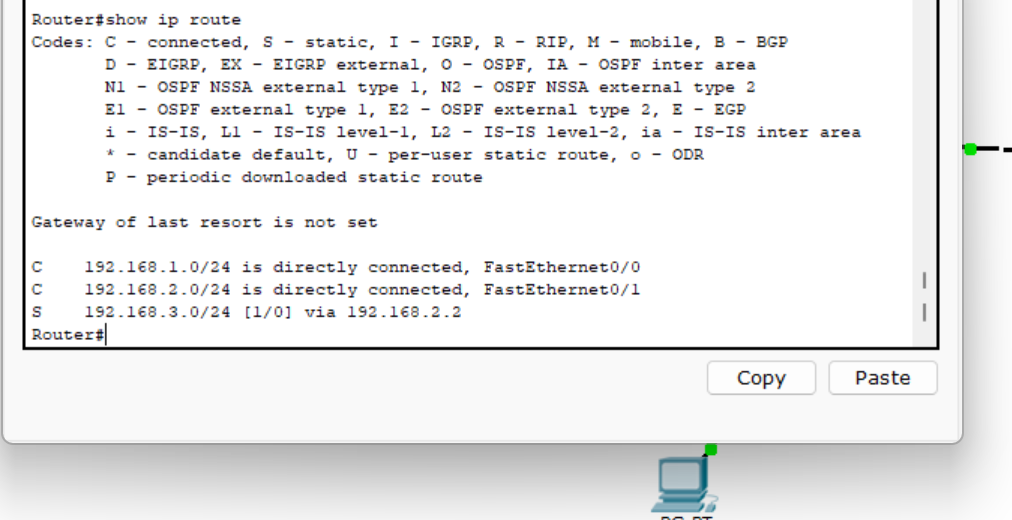 Router#show ip route
Codes: C - connected, S - static, I - IGRP, R - RIP, M - mobile, B - BGP
D - EIGRP, EX - EIGRP external, O - OSPF, IA - OSPF inter area
N1 - OSPF NSSA external type 1, N2 - OSPF NSSA external type 2
E1 - OSPF external type 1, E2 - OSPF external type 2, E - EGP
i - IS-IS, L1 - IS-IS level-1, L2 - IS-IS level-2, ia - IS-IS inter area
* - candidate default, U - per-user static route, o - ODR
P - periodic downloaded static route
Gateway of last resort is not set
C 192.168.1.0/24 is directly connected, FastEthernet0/0
C 192.168.2.0/24 is directly connected, FastEthernet0/1
S 192.168.3.0/24 [1/0] via 192.168.2.2
Router#
Copy Paste